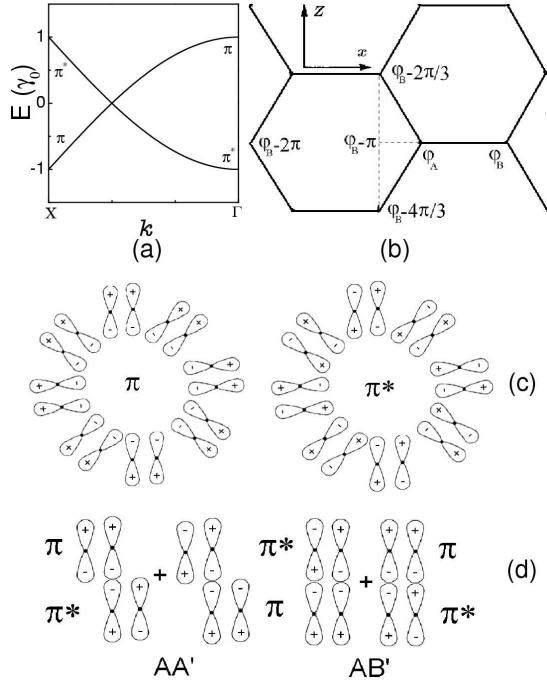 E (γ₀)
1
0
-1
π*
π
π
π*
X
Γ
k
(a)
z
x
φB-2π/3
φB-2π
φB-π
φA
φB
φB-4π/3
(b)
π
π*
(c)
π
π*
+
π*
π
+
π
π*
(d)
AA'
AB'